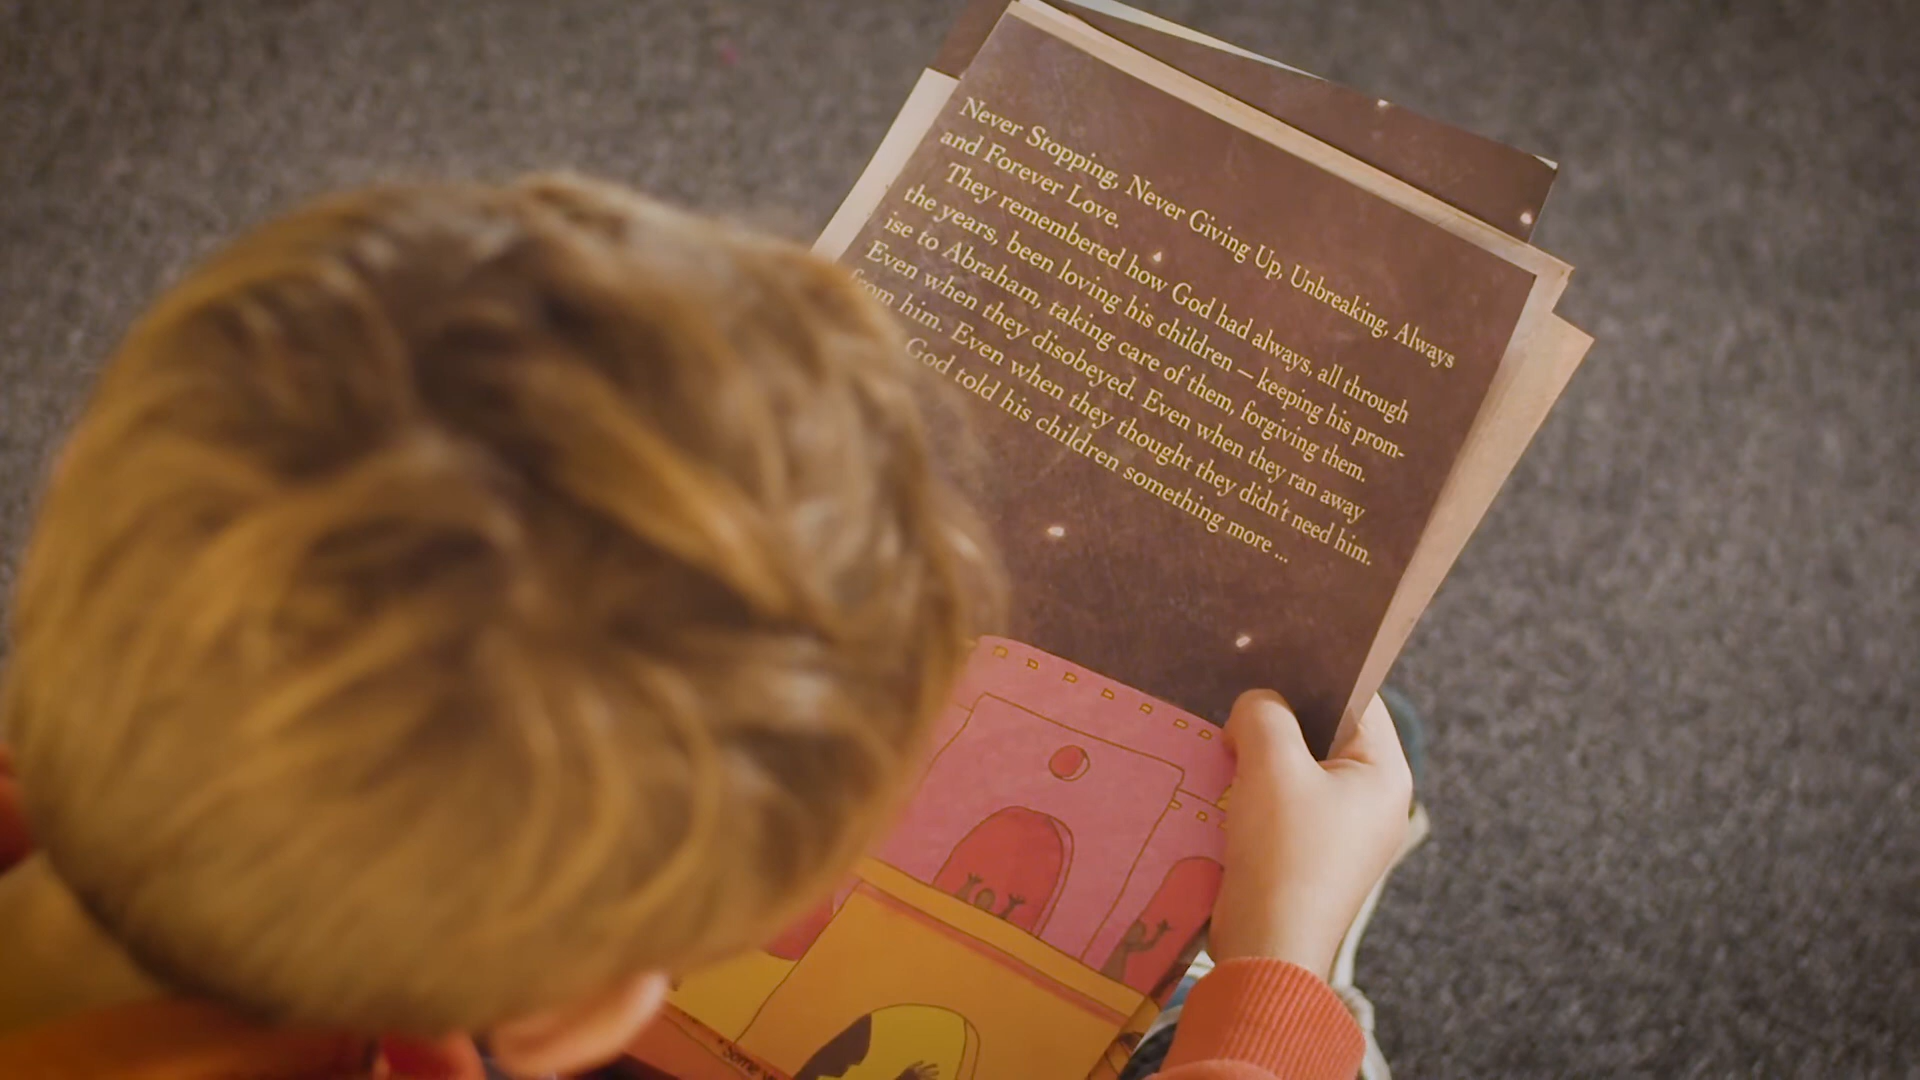 Never Stopping, Never Giving Up, Unbreaking, Always
and Forever Love.
They remembered how God had always, all through
the years, been loving his children – keeping his prom-
ise to Abraham, taking care of them, forgiving them.
Even when they disobeyed. Even when they ran away
from him. Even when they thought they didn't need him.
God told his children something more ...
"Some